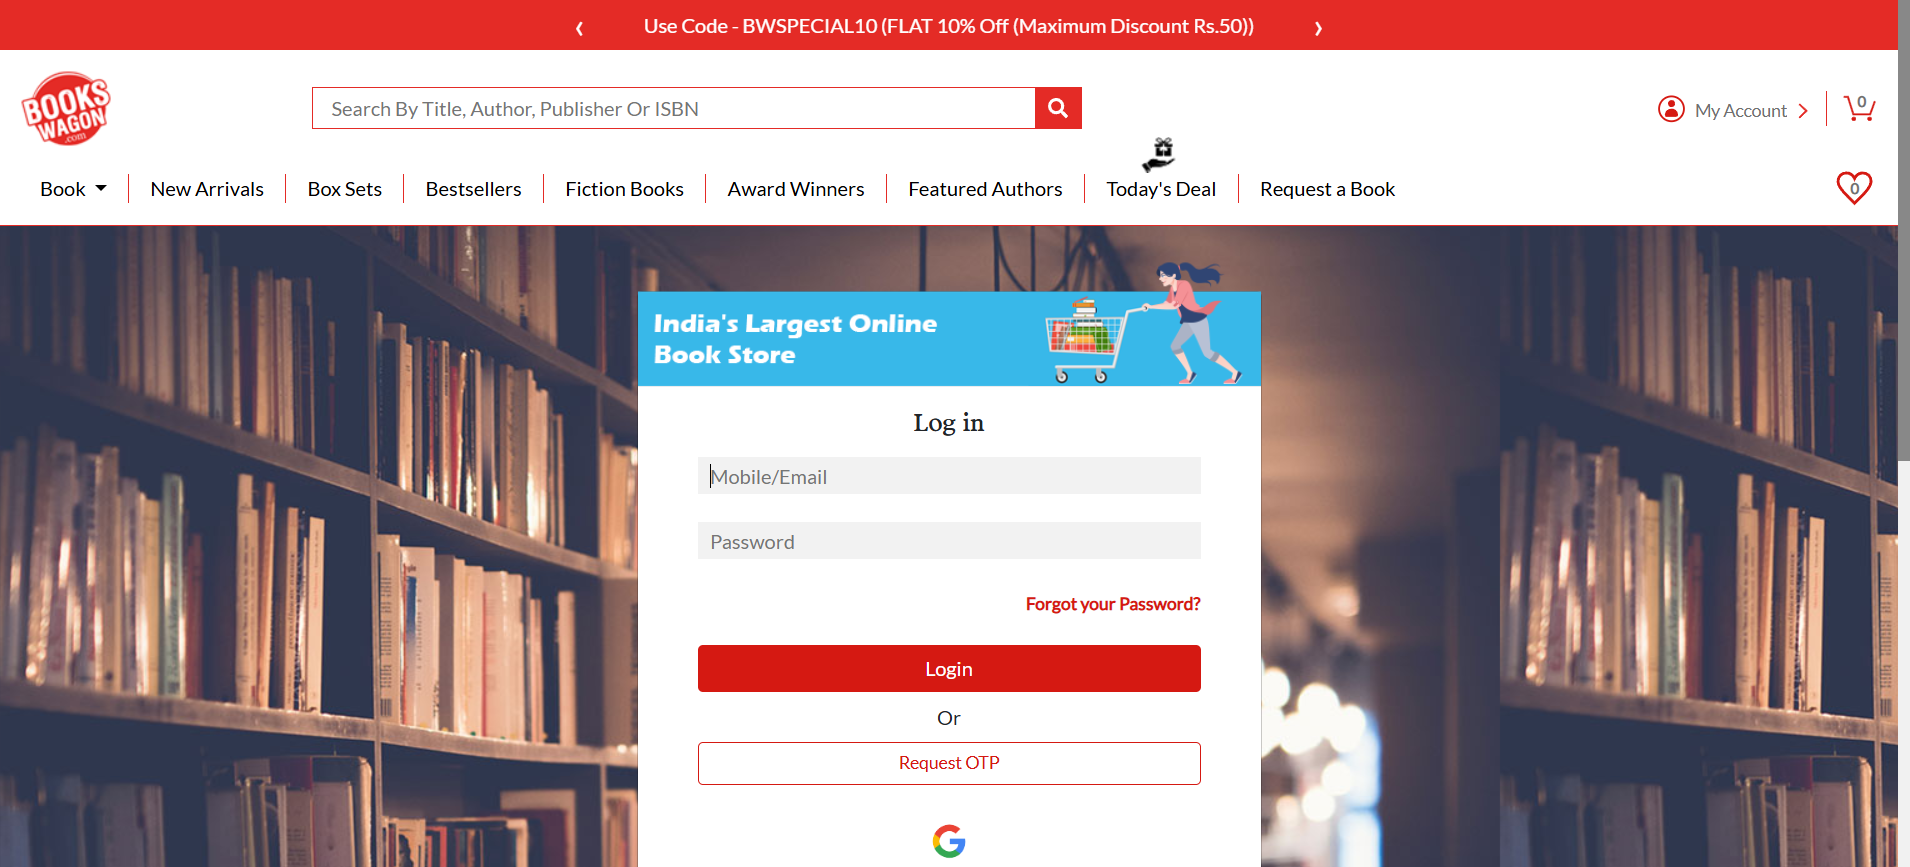 ‹ Use Code - BWSPECIAL10 (FLAT 10% Off (Maximum Discount Rs.50)) ›
BOOKS
WAGON
.com
Search By Title, Author, Publisher Or ISBN
My Account
0
Book
New Arrivals
Box Sets
Bestsellers
Fiction Books
Award Winners
Featured Authors
Today's Deal
Request a Book
0
India's Largest Online
Book Store
Log in
Mobile/Email
Password
Forgot your Password?
Login
Or
Request OTP
G